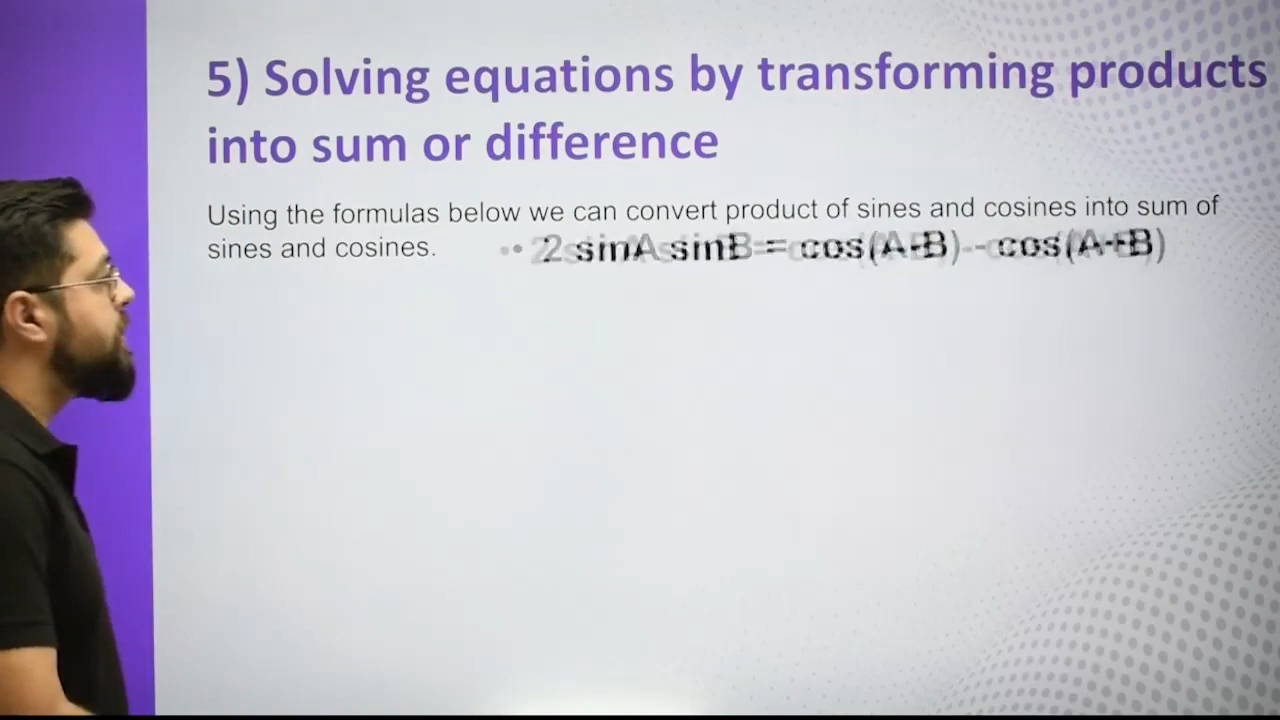 5) Solving equations by transforming products
into sum or difference
Using the formulas below we can convert product of sines and cosines into sum of
sines and cosines.
• 2 sinA sinB = cos(A-B) - cos(A+B)